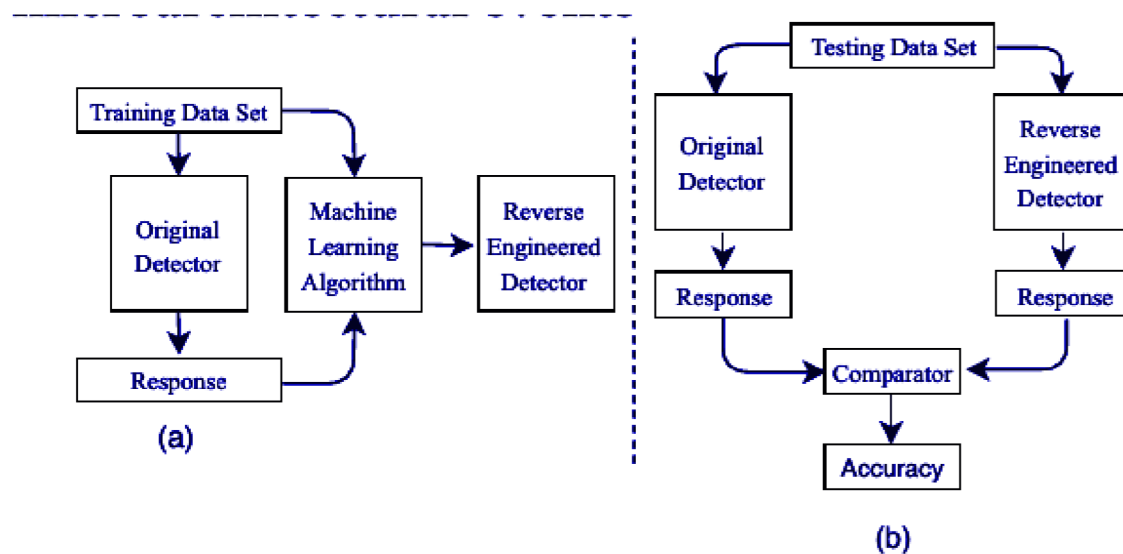 Training Data Set
Original
Detector
Response
Machine
Learning
Algorithm
Reverse
Engineered
Detector
(a)
Testing Data Set
Original
Detector
Reverse
Engineered
Detector
Response
Response
Comparator
Accuracy
(b)